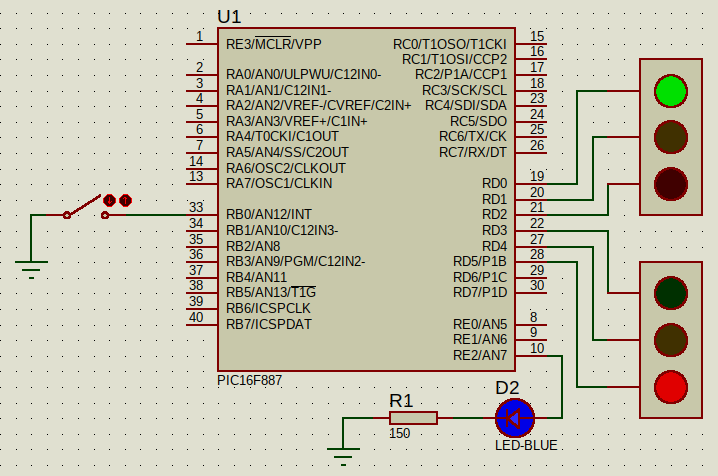 U1
1 RE3/MCLR/VPP RC0/T1OSO/T1CKI 15
RC1/T1OSI/CCP2 16
2 RA0/AN0/ULPWU/C12IN0- RC2/P1A/CCP1 17
3 RA1/AN1/C12IN1- RC3/SCK/SCL 18
4 RA2/AN2/VREF-/CVREF/C2IN+ RC4/SDI/SDA 23
5 RA3/AN3/VREF+/C1IN+ RC5/SDO 24
6 RA4/T0CKI/C1OUT RC6/TX/CK 25
7 RA5/AN4/SS/C2OUT RC7/RX/DT 26
14 RA6/OSC2/CLKOUT
13 RA7/OSC1/CLKIN RD0 19
RD1 20
33 RB0/AN12/INT RD2 21
34 RB1/AN10/C12IN3- RD3 22
35 RB2/AN8 RD4 27
36 RB3/AN9/PGM/C12IN2- RD5/P1B 28
37 RB4/AN11 RD6/P1C 29
38 RB5/AN13/T1G RD7/P1D 30
39 RB6/ICSPCLK
40 RB7/ICSPDAT RE0/AN5 8
RE1/AN6 9
RE2/AN7 10
PIC16F887
D2
R1
150
LED-BLUE